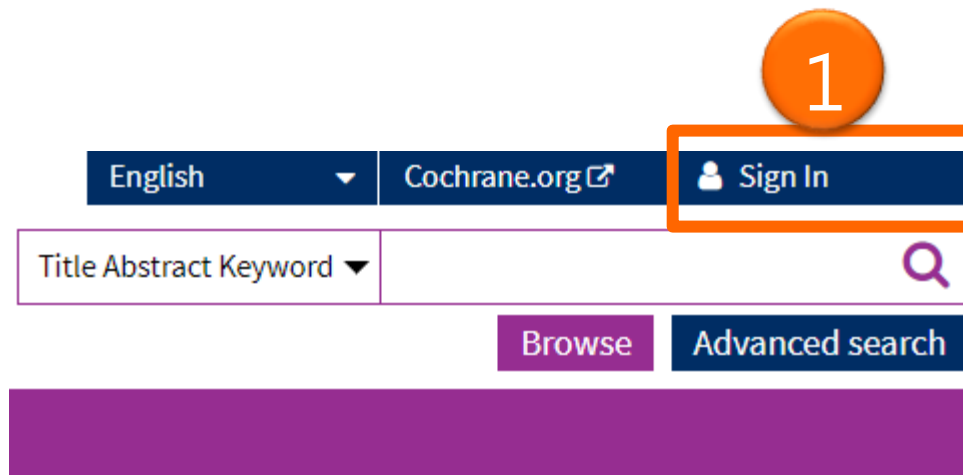 1
English
Cochrane.org
Sign In
Title Abstract Keyword
Browse
Advanced search